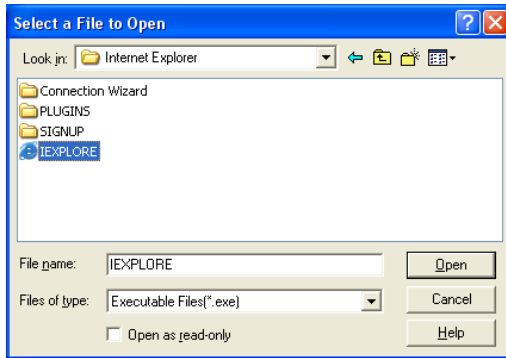 Select a File to Open
Look in: Internet Explorer
Connection Wizard
PLUGINS
SIGNUP
IEXPLORE
File name: IEXPLORE Open
Files of type: Executable Files(*.exe) Cancel
Open as read-only Help